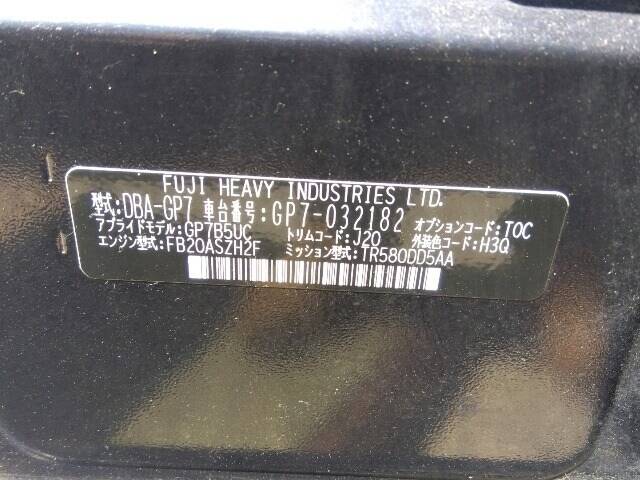 FUJI HEAVY INDUSTRIES LTD.
型式:DBA-GP7 車台番号:GP7-032182 オプションコード:TOC
アプライドモデル:GP7B5UC トリムコード:J20 外装色コード:H3Q
エンジン型式:FB20ASZH2F ミッション型式:TR580DD5AA